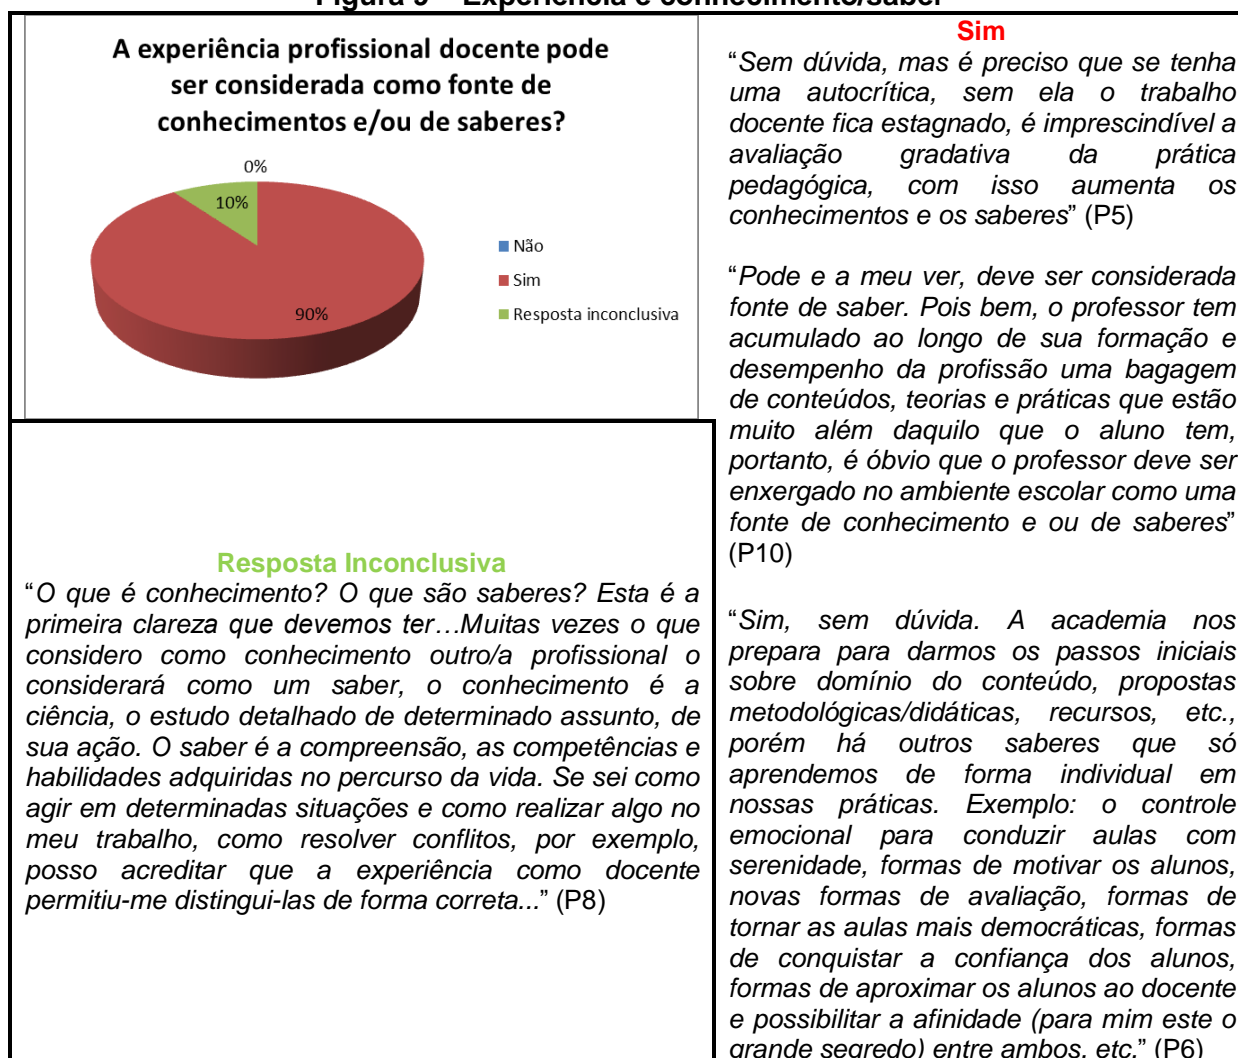 Figura 9 – Experiência e conhecimento/saber
A experiência profissional docente pode
ser considerada como fonte de
conhecimentos e/ou de saberes?
0%
10%
90%
Não
Sim
Resposta inconclusiva
Resposta Inconclusiva
“O que é conhecimento? O que são saberes? Esta é a
primeira clareza que devemos ter…Muitas vezes o que
considero como conhecimento outro/a profissional o
considerará como um saber, o conhecimento é a
ciência, o estudo detalhado de determinado assunto, de
sua ação. O saber é a compreensão, as competências e
habilidades adquiridas no percurso da vida. Se sei como
agir em determinadas situações e como realizar algo no
meu trabalho, como resolver conflitos, por exemplo,
posso acreditar que a experiência como docente
permitiu-me distingui-las de forma correta...” (P8)
Sim
“Sem dúvida, mas é preciso que se tenha
uma autocrítica, sem ela o trabalho
docente fica estagnado, é imprescindível a
avaliação gradativa da prática
pedagógica, com isso aumenta os
conhecimentos e os saberes” (P5)
“Pode e a meu ver, deve ser considerada
fonte de saber. Pois bem, o professor tem
acumulado ao longo de sua formação e
desempenho da profissão uma bagagem
de conteúdos, teorias e práticas que estão
muito além daquilo que o aluno tem,
portanto, é óbvio que o professor deve ser
enxergado no ambiente escolar como uma
fonte de conhecimento e ou de saberes”
(P10)
“Sim, sem dúvida. A academia nos
prepara para darmos os passos iniciais
sobre domínio do conteúdo, propostas
metodológicas/didáticas, recursos, etc.,
porém há outros saberes que só
aprendemos de forma individual em
nossas práticas. Exemplo: o controle
emocional para conduzir aulas com
serenidade, formas de motivar os alunos,
novas formas de avaliação, formas de
tornar as aulas mais democráticas, formas
de conquistar a confiança dos alunos,
formas de aproximar os alunos ao docente
e possibilitar a afinidade (para mim este o
grande segredo) entre ambos, etc.” (P6)